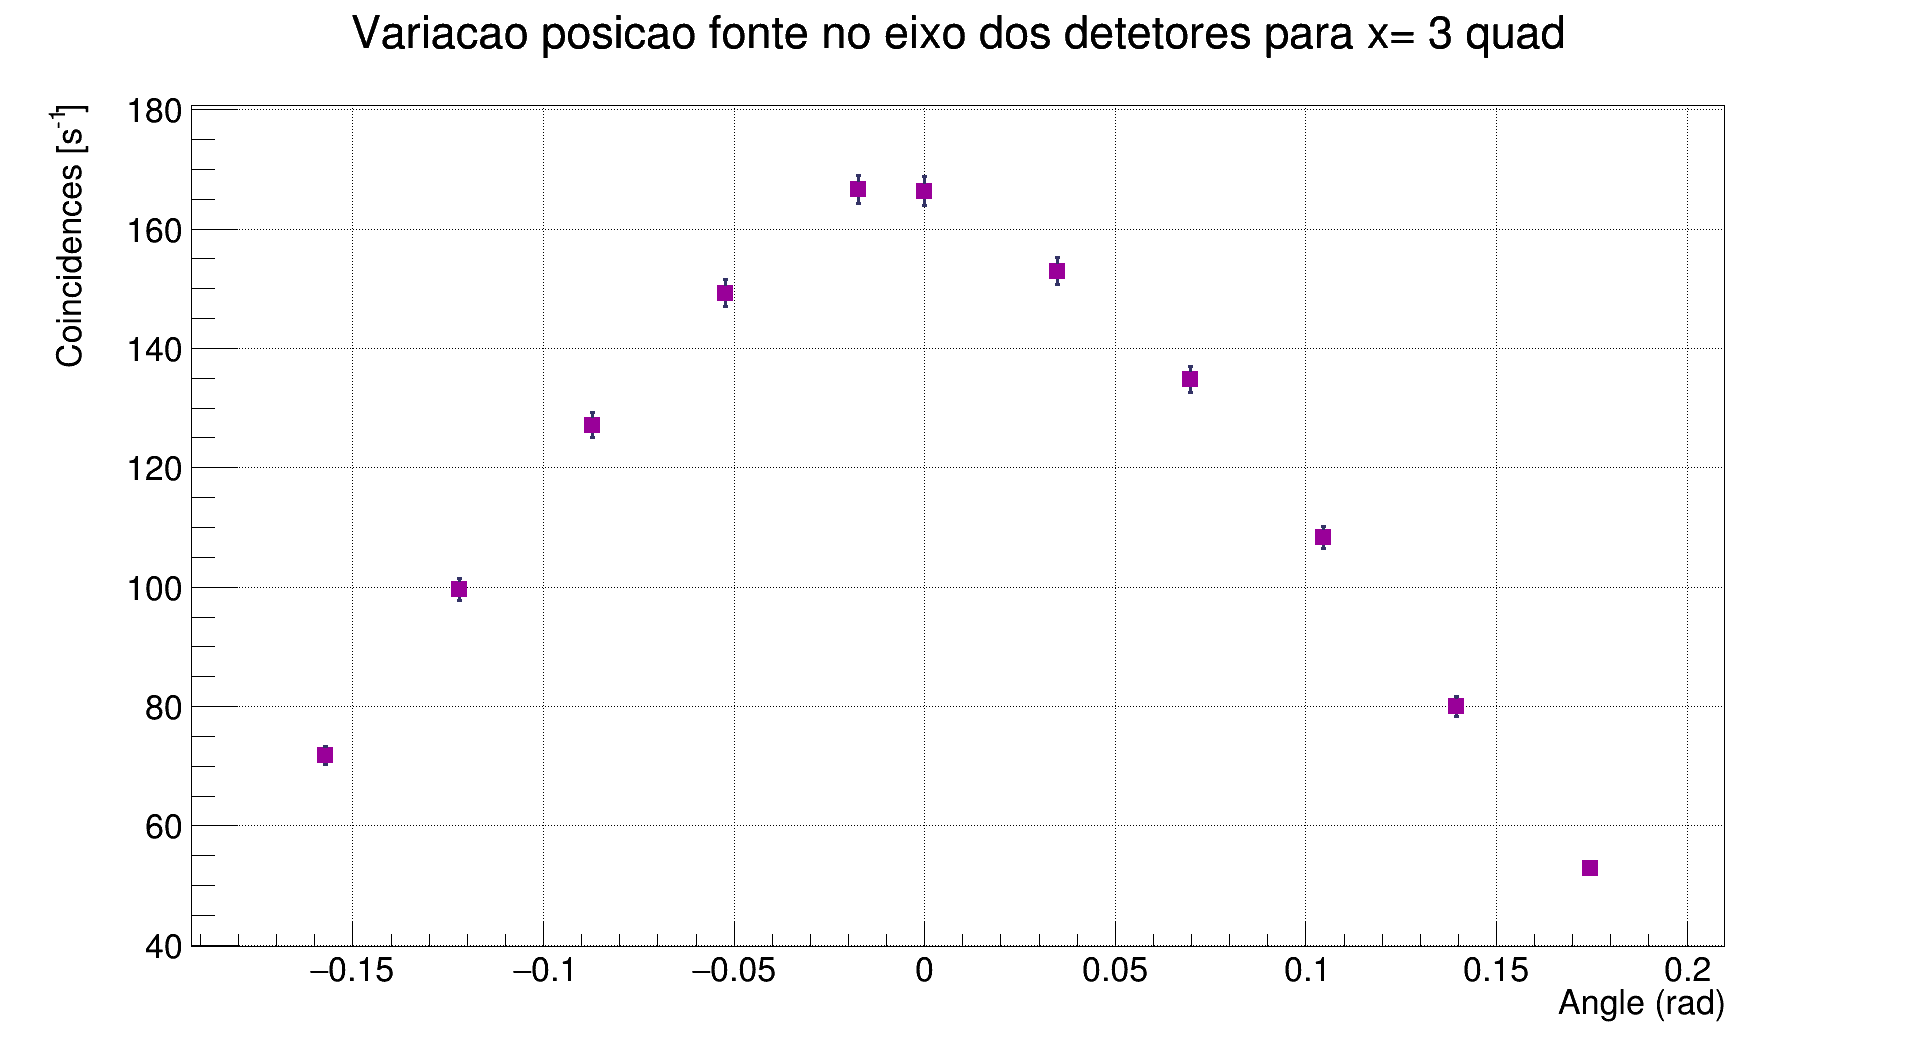 Variacao posicao fonte no eixo dos detetores para x= 3 quad
Coincidences [s⁻¹]
180
160
140
120
100
80
60
40
−0.15 −0.1 −0.05 0 0.05 0.1 0.15 0.2
Angle (rad)